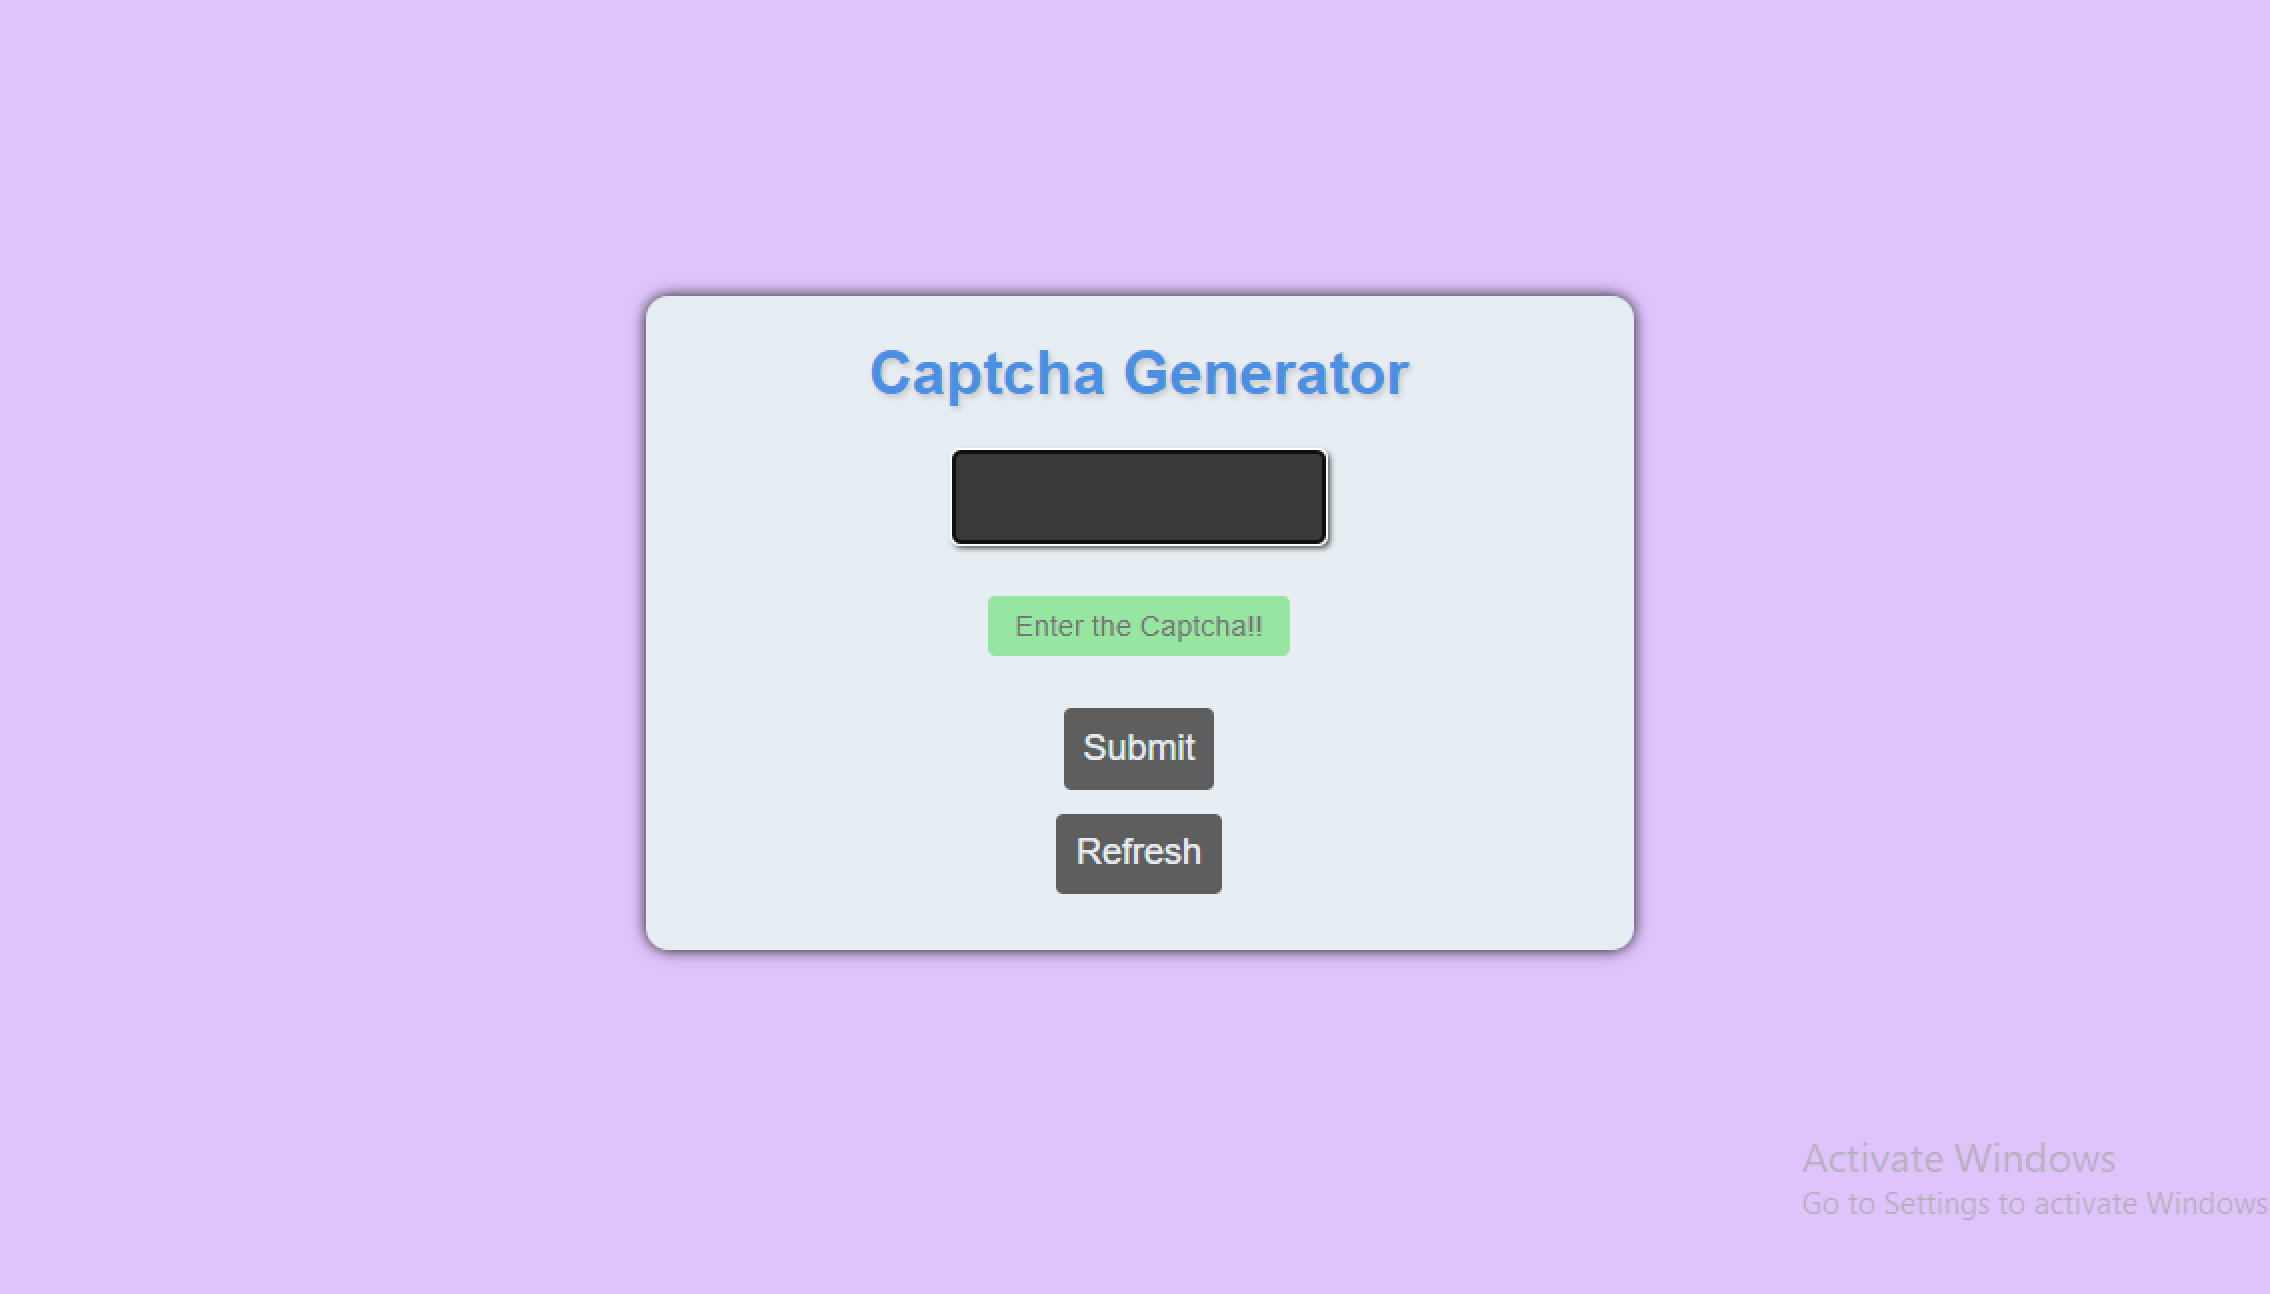 Captcha Generator
Enter the Captcha!!
Submit
Refresh
Activate Windows
Go to Settings to activate Windows